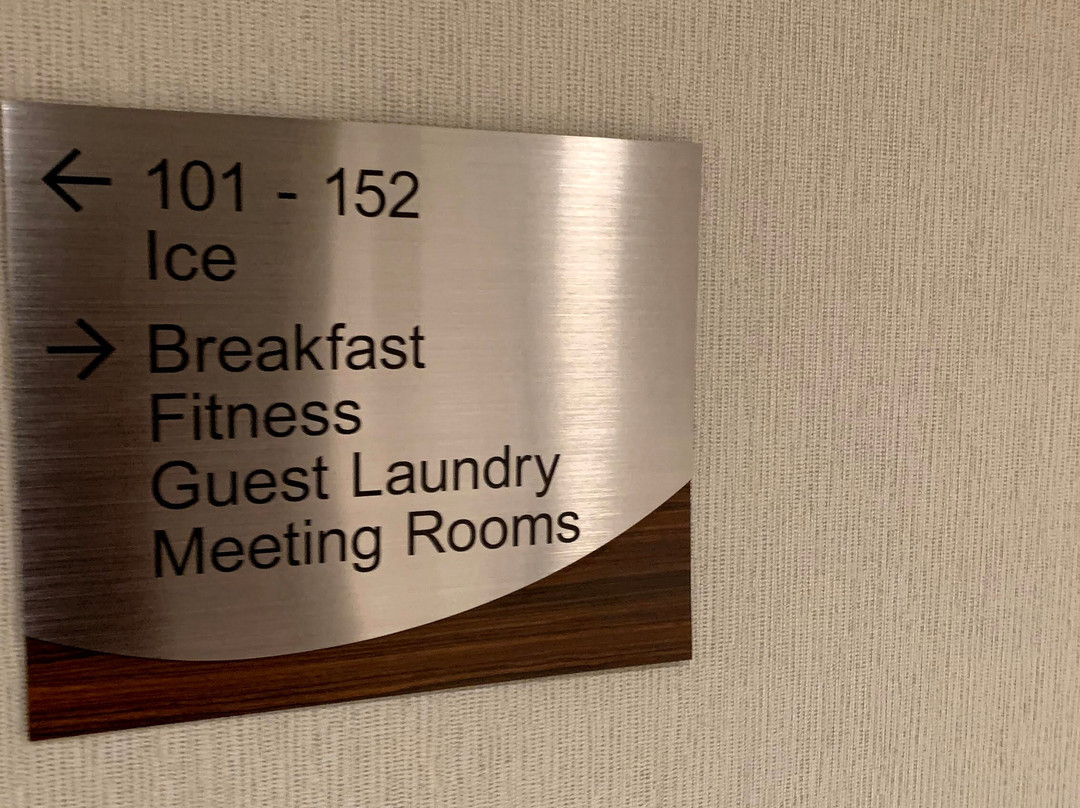 ← 101 - 152
Ice
→ Breakfast
Fitness
Guest Laundry
Meeting Rooms